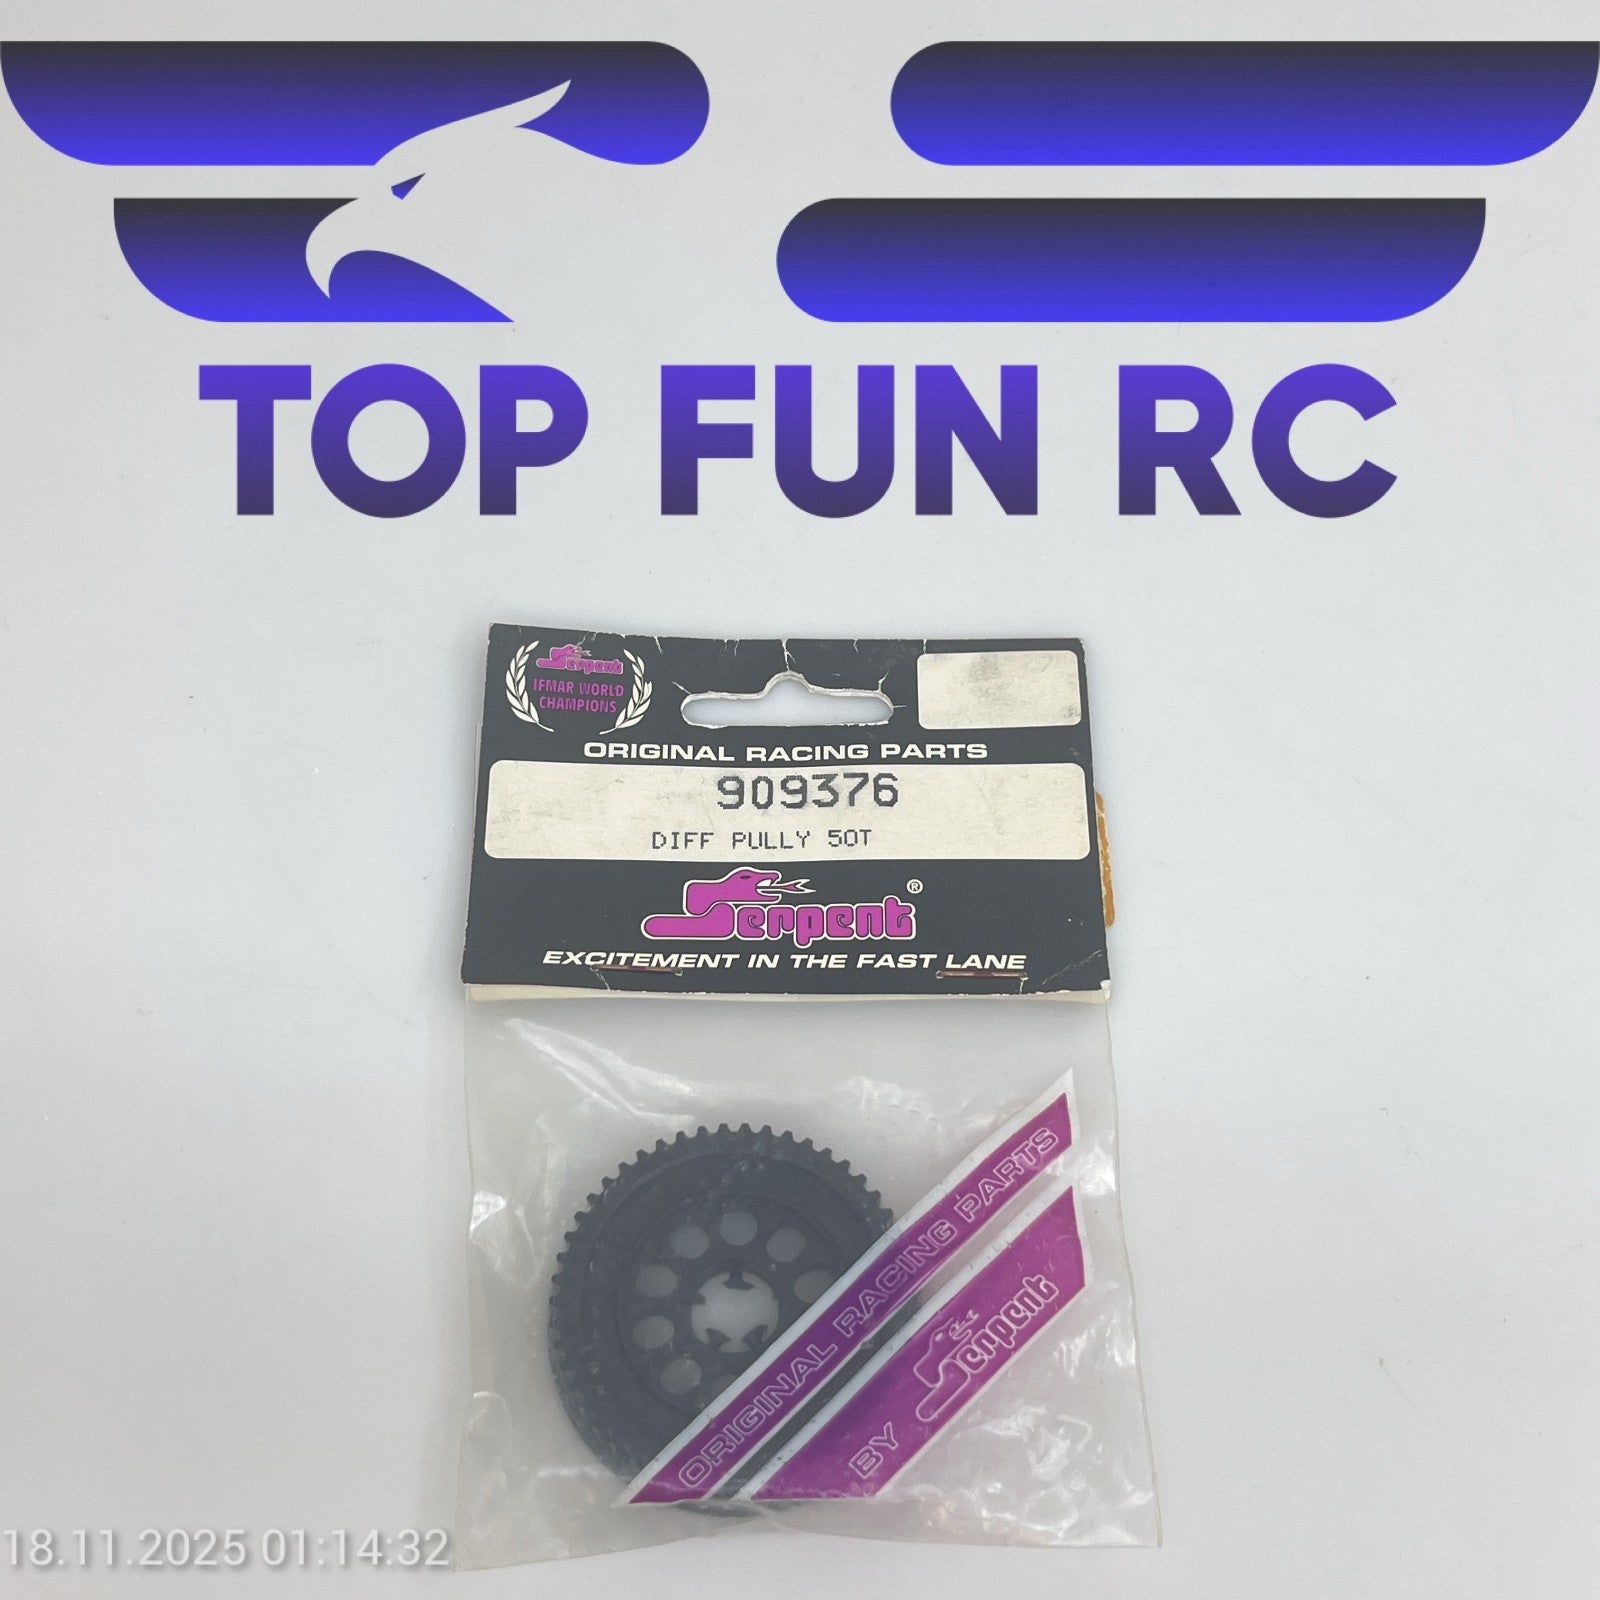 TOP FUN RC
Serpent
IFMAR WORLD
CHAMPIONS
ORIGINAL RACING PARTS
909376
DIFF PULLY 50T
Serpent®
EXCITEMENT IN THE FAST LANE
ORIGINAL RACING PARTS
BY Serpent
18.11.2025 01:14:32